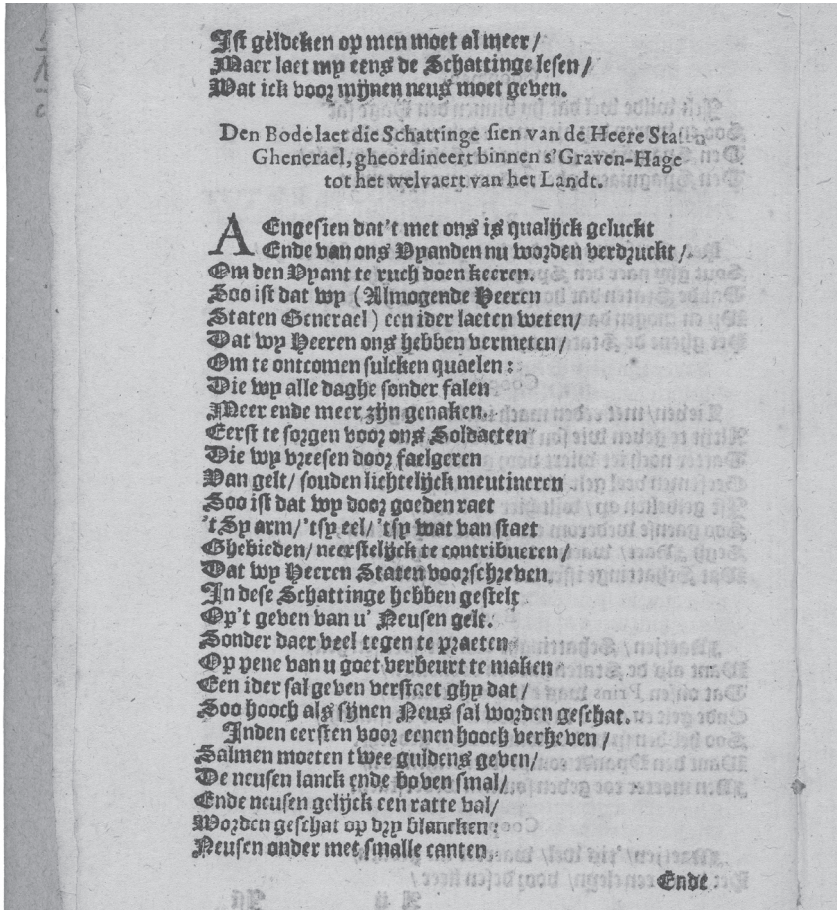 Ist geldeken op men moet al meer/
Maer laet my eens de Schattinge lesen/
Wat ick voor mijnen neus moet geven.
Den Bode laet die Schattinge sien van de Heere Staten
Ghenerael, gheordineert binnen s'Graven-Hage
tot het welvaert van het Landt.
AEngesien dat't met ons is qualijck geluckt
Ende van ons Vyanden nu worden verdruckt/
Om den Vyant te ruch doen keeren.
Soo ist dat wy (Almogende Heeren
Staten Generael) een ider laeten weten/
Dat wy Heeren ons hebben vermeten/
Om te ontcomen sulcken quaelen:
Die wy alle daghe sonder falen
Meer ende meer zijn genaken.
Eerst te sorgen voor ons Soldaeten
Die wy vreesen door faelgeren
Van gelt/ souden lichtelijck meutineren
Soo ist dat wy door goeden raet
'tSy arm/ 'tsy eel/ 'tsy wat van staet
Ghebieden/ neerstelijck te contribueren/
Dat wy Heeren Staten voorschreven
In dese Schattinge hebben gestelt
Op't geven van u' Neusen gelt.
Sonder daer veel tegen te praeten
Op pene van u goet verbeurt te maken
Een ider sal geven verstaet ghy dat/
Soo hooch als sijnen Neus sal worden geschat.
Inden eersten voor eenen hooch verheven/
Salmen moeten twee guldens geven/
De neusen lanck ende boven smal/
Ende neusen gelijck een ratte val/
Worden geschat op dry blancken:
Neusen onder met smalle canten,
Ende